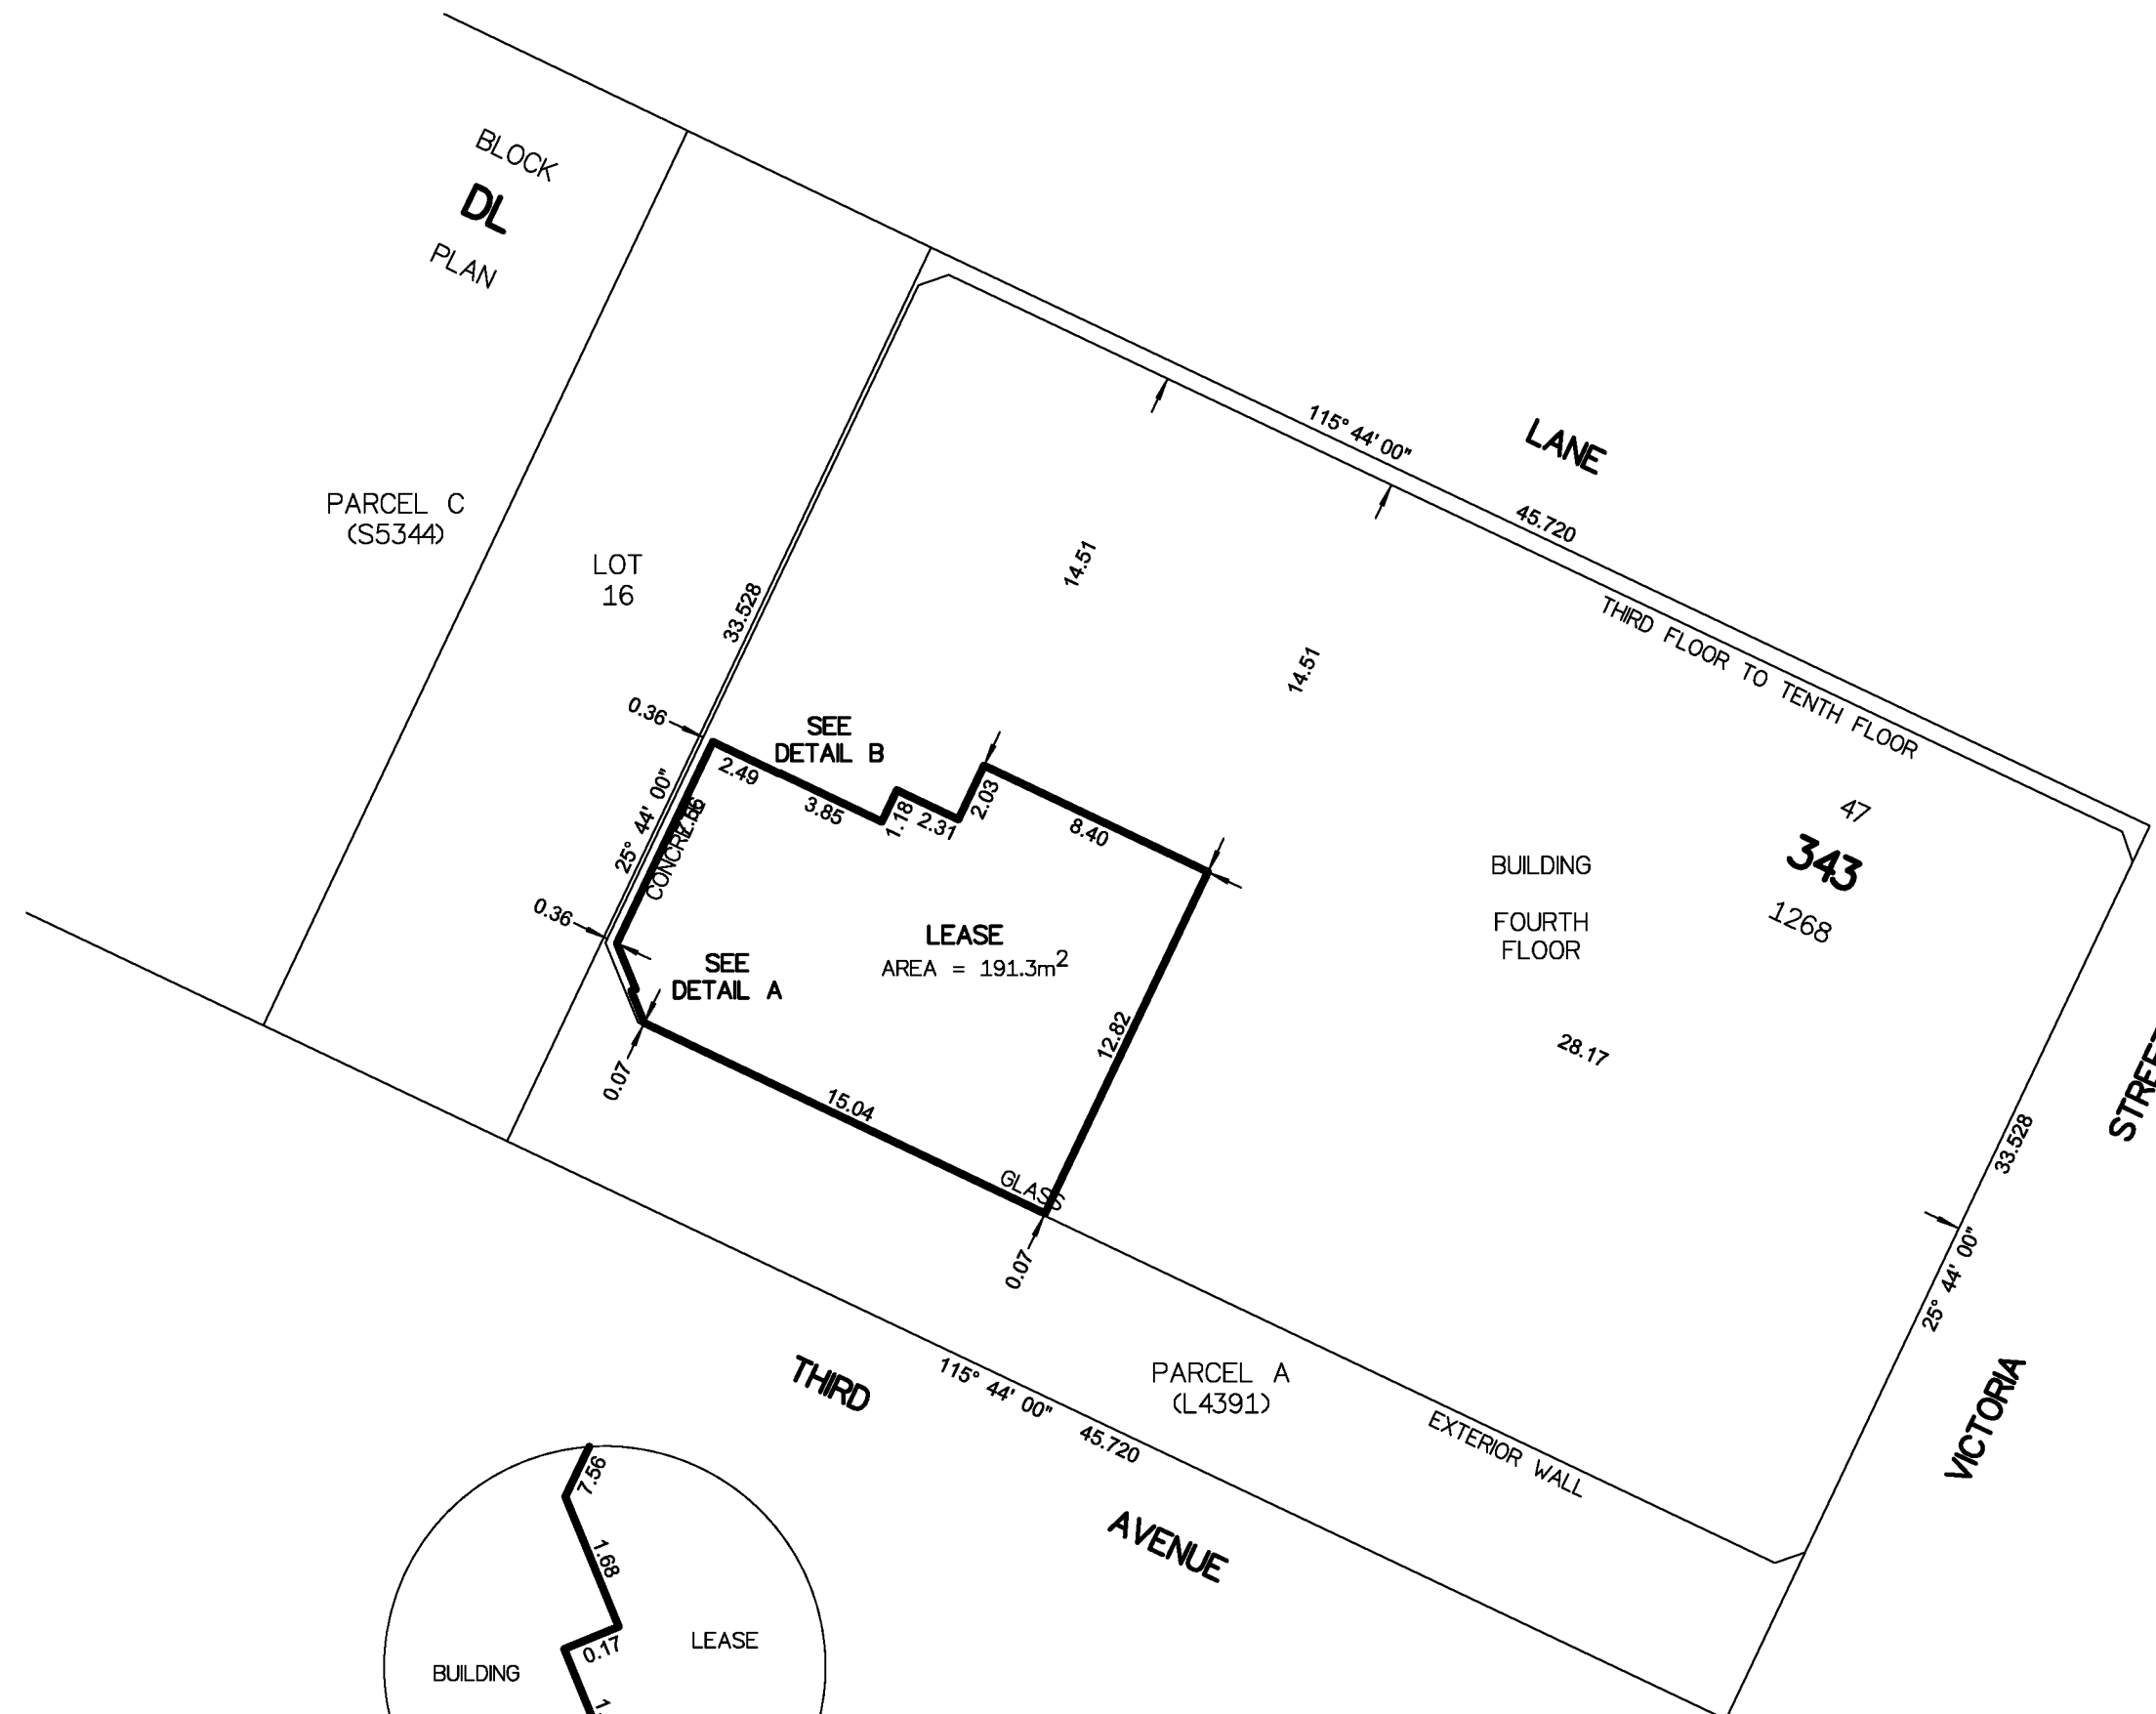 BLOCK
DL
PLAN
PARCEL C
(S5344)
LOT
16
33.528
115° 44' 00"
LANE
45.720
14.51
14.51
THIRD FLOOR TO TENTH FLOOR
0.36
SEE
DETAIL B
2.49
3.85
1.18
2.31
2.03
8.40
25° 44' 00"
7.56
47
343
1268
BUILDING
FOURTH
FLOOR
0.36
LEASE
AREA = 191.3m2
SEE
DETAIL A
12.82
28.17
0.07
15.04
GLASS
0.07
33.528
25° 44' 00"
VICTORIA
THIRD
115° 44' 00"
45.720
PARCEL A
(L4391)
EXTERIOR WALL
AVENUE
7.56
1.68
0.17
LEASE
BUILDING